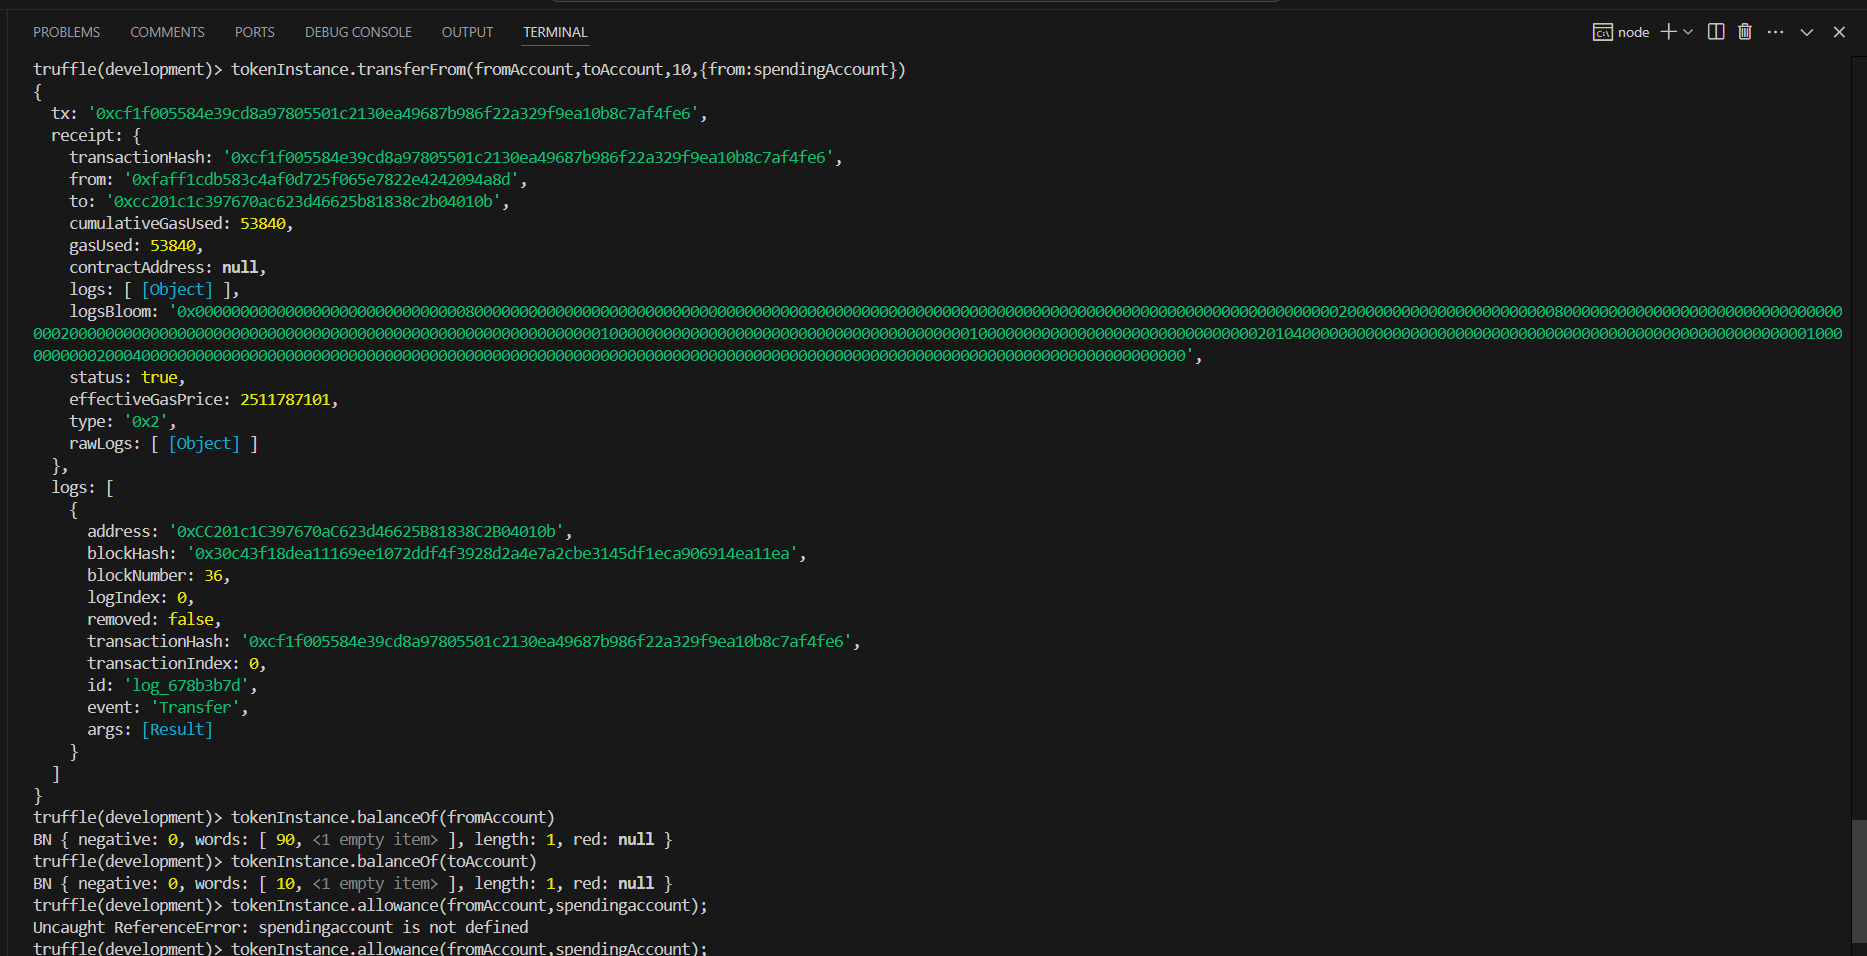 PROBLEMS COMMENTS PORTS DEBUG CONSOLE OUTPUT TERMINAL node
truffle(development)> tokenInstance.transferFrom(fromAccount,toAccount,10,{from:spendingAccount})
{
tx: '0xcf1f005584e39cd8a97805501c2130ea49687b986f22a329f9ea10b8c7af4fe6',
receipt: {
transactionHash: '0xcf1f005584e39cd8a97805501c2130ea49687b986f22a329f9ea10b8c7af4fe6',
from: '0xfaff1cdb583c4af0d725f065e7822e4242094a8d',
to: '0xcc201c1c397670ac623d46625b81838c2b04010b',
cumulativeGasUsed: 53840,
gasUsed: 53840,
contractAddress: null,
logs: [ [Object] ],
logsBloom:
status: true,
effectiveGasPrice: 2511787101,
type: '0x2',
rawLogs: [ [Object] ]
},
logs: [
{
address: '0xCC201c1C397670aC623d46625B81838C2B04010b',
blockHash: '0x30c43f18dea11169ee1072ddf4f3928d2a4e7a2cbe3145df1eca906914ea11ea',
blockNumber: 36,
logIndex: 0,
removed: false,
transactionHash: '0xcf1f005584e39cd8a97805501c2130ea49687b986f22a329f9ea10b8c7af4fe6',
transactionIndex: 0,
id: 'log_678b3b7d',
event: 'Transfer',
args: [Result]
}
]
}
truffle(development)> tokenInstance.balanceOf(fromAccount)
BN { negative: 0, words: [ 90, <1 empty item> ], length: 1, red: null }
truffle(development)> tokenInstance.balanceOf(toAccount)
BN { negative: 0, words: [ 10, <1 empty item> ], length: 1, red: null }
truffle(development)> tokenInstance.allowance(fromAccount,spendingaccount);
Uncaught ReferenceError: spendingaccount is not defined
truffle(development)> tokenInstance.allowance(fromAccount,spendingAccount);